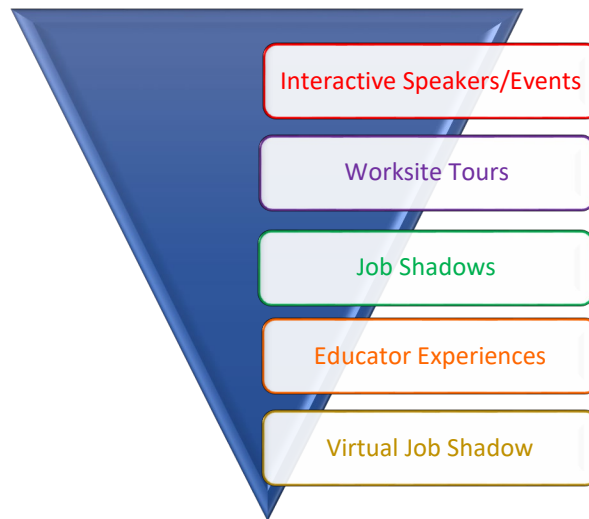 Interactive Speakers/Events
Worksite Tours
Job Shadows
Educator Experiences
Virtual Job Shadow